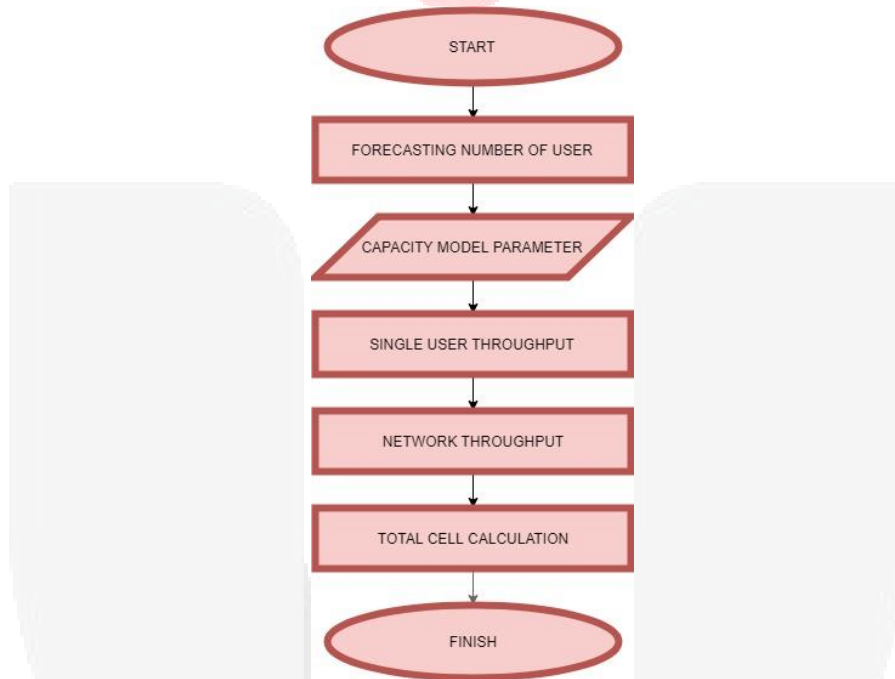 START
FORECASTING NUMBER OF USER
CAPACITY MODEL PARAMETER
SINGLE USER THROUGHPUT
NETWORK THROUGHPUT
TOTAL CELL CALCULATION
FINISH